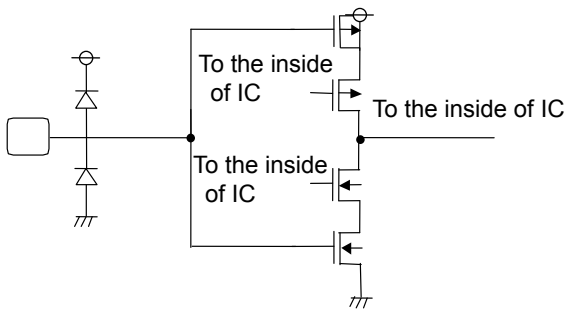 To the inside
of IC
To the inside of IC
To the inside
of IC